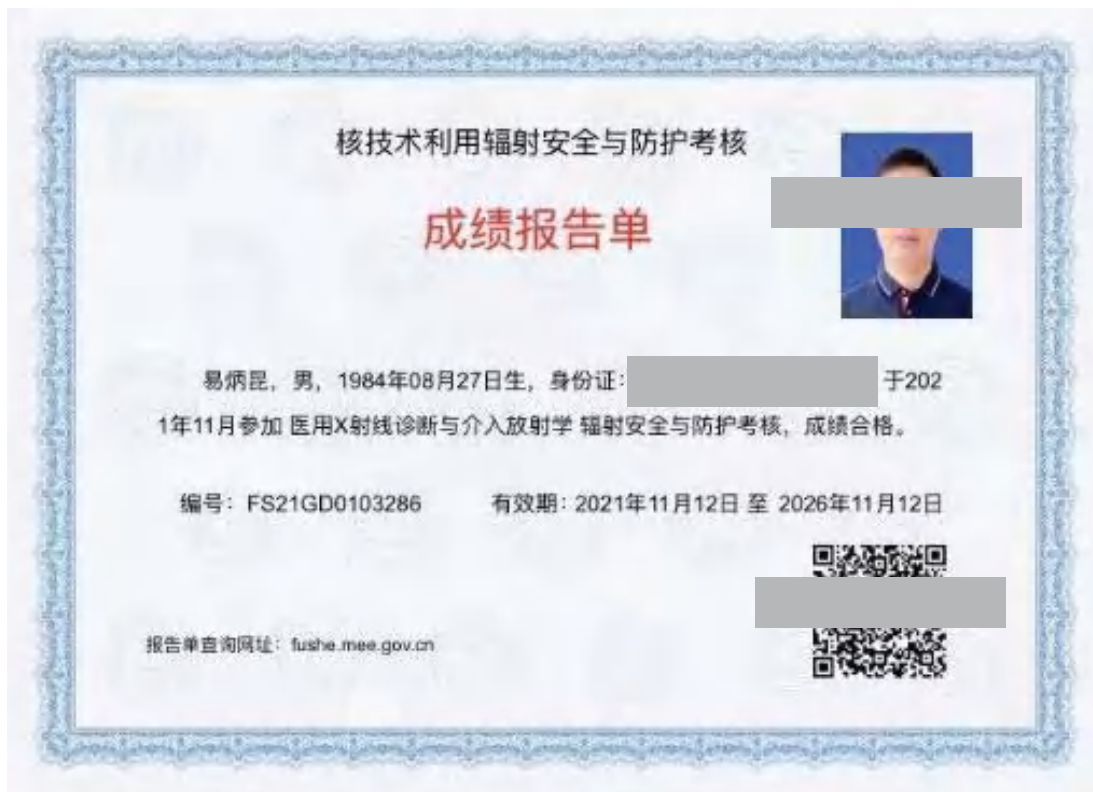 核技术利用辐射安全与防护考核
成绩报告单
易炳昆，男，1984年08月27日生，身份证： 于202
1年11月参加 医用X射线诊断与介入放射学 辐射安全与防护考核，成绩合格。
编号：FS21GD0103286 有效期：2021年11月12日 至 2026年11月12日
报告单查询网址：fushe.mee.gov.cn